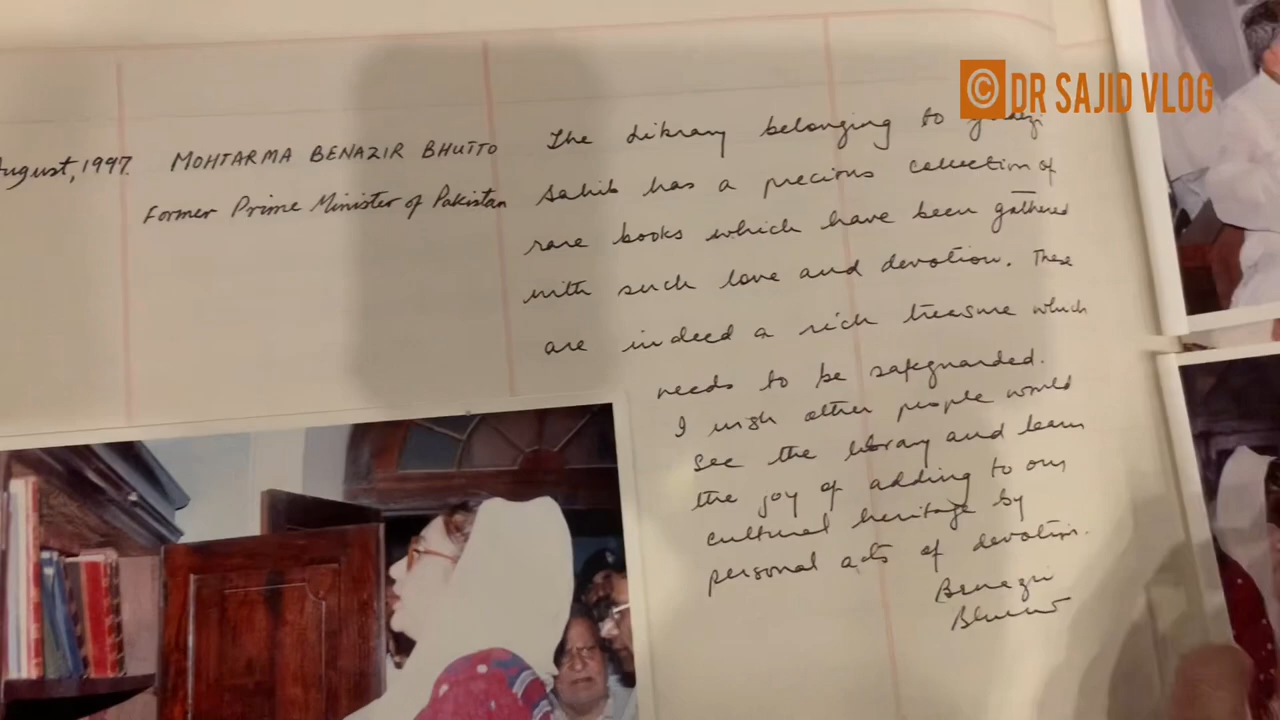 © DR SAJID VLOG
August, 1997.
MOHTARMA BENAZIR BHUTTO
Former Prime Minister of Pakistan
The Library belonging to
Sahib has a precious collection of
rare books which have been gathered
with such love and devotion. These
are indeed a rich treasure which
needs to be safeguarded.
I wish other people would
see the library and learn
the joy of adding to our
cultural heritage by
personal acts of devotion.
Benazir
Bhutto